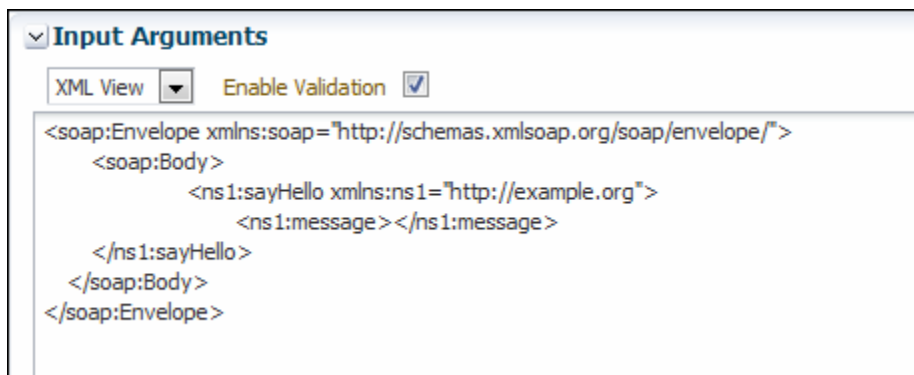 Input Arguments
XML View Enable Validation
<soap:Envelope xmlns:soap="http://schemas.xmlsoap.org/soap/envelope/">
<soap:Body>
<ns1:sayHello xmlns:ns1="http://example.org">
<ns1:message></ns1:message>
</ns1:sayHello>
</soap:Body>
</soap:Envelope>